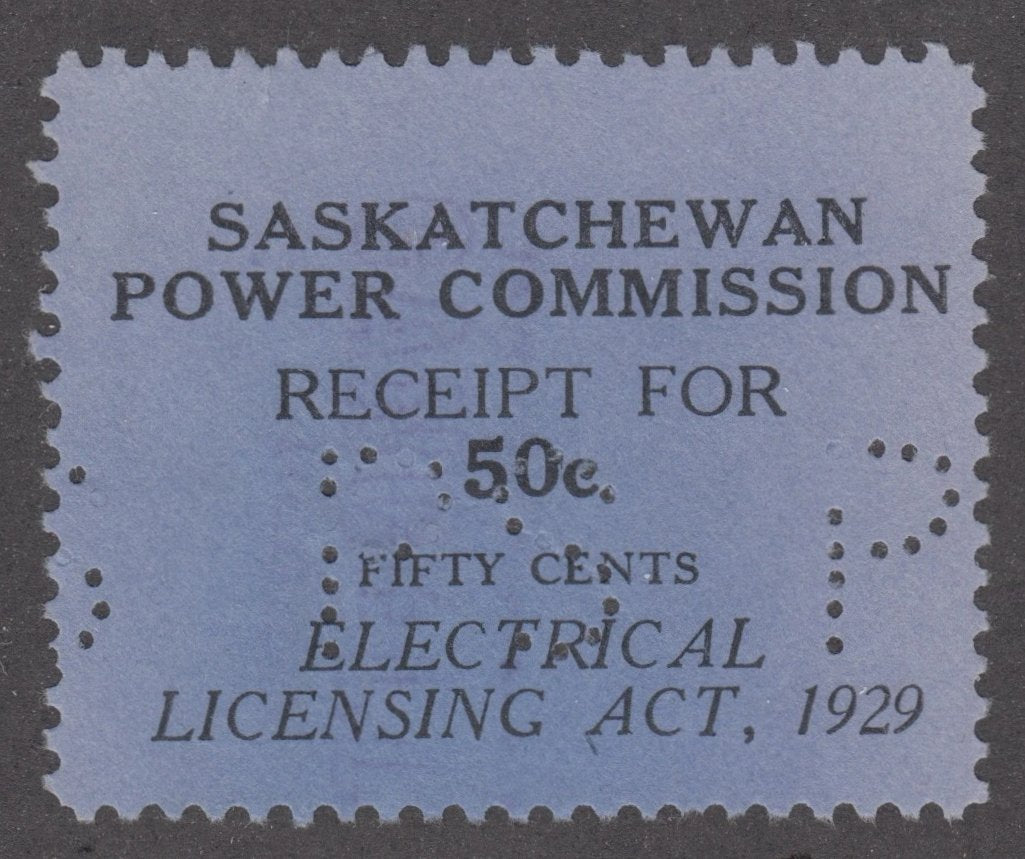 SASKATCHEWAN
POWER COMMISSION
RECEIPT FOR
50c.
FIFTY CENTS
ELECTRICAL
LICENSING ACT, 1929